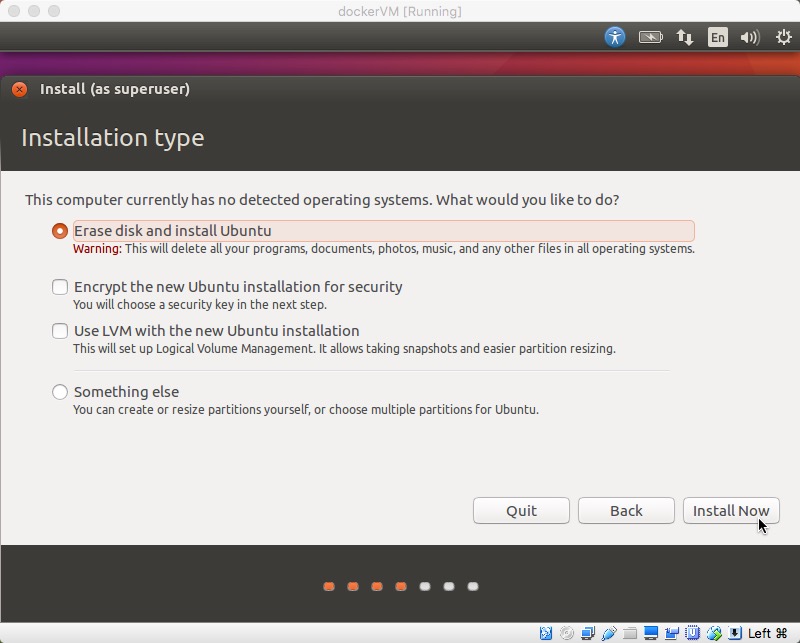 dockerVM [Running]
En
Install (as superuser)
Installation type
This computer currently has no detected operating systems. What would you like to do?
Erase disk and install Ubuntu
Warning: This will delete all your programs, documents, photos, music, and any other files in all operating systems.
Encrypt the new Ubuntu installation for security
You will choose a security key in the next step.
Use LVM with the new Ubuntu installation
This will set up Logical Volume Management. It allows taking snapshots and easier partition resizing.
Something else
You can create or resize partitions yourself, or choose multiple partitions for Ubuntu.
Quit Back Install Now
Left ⌘